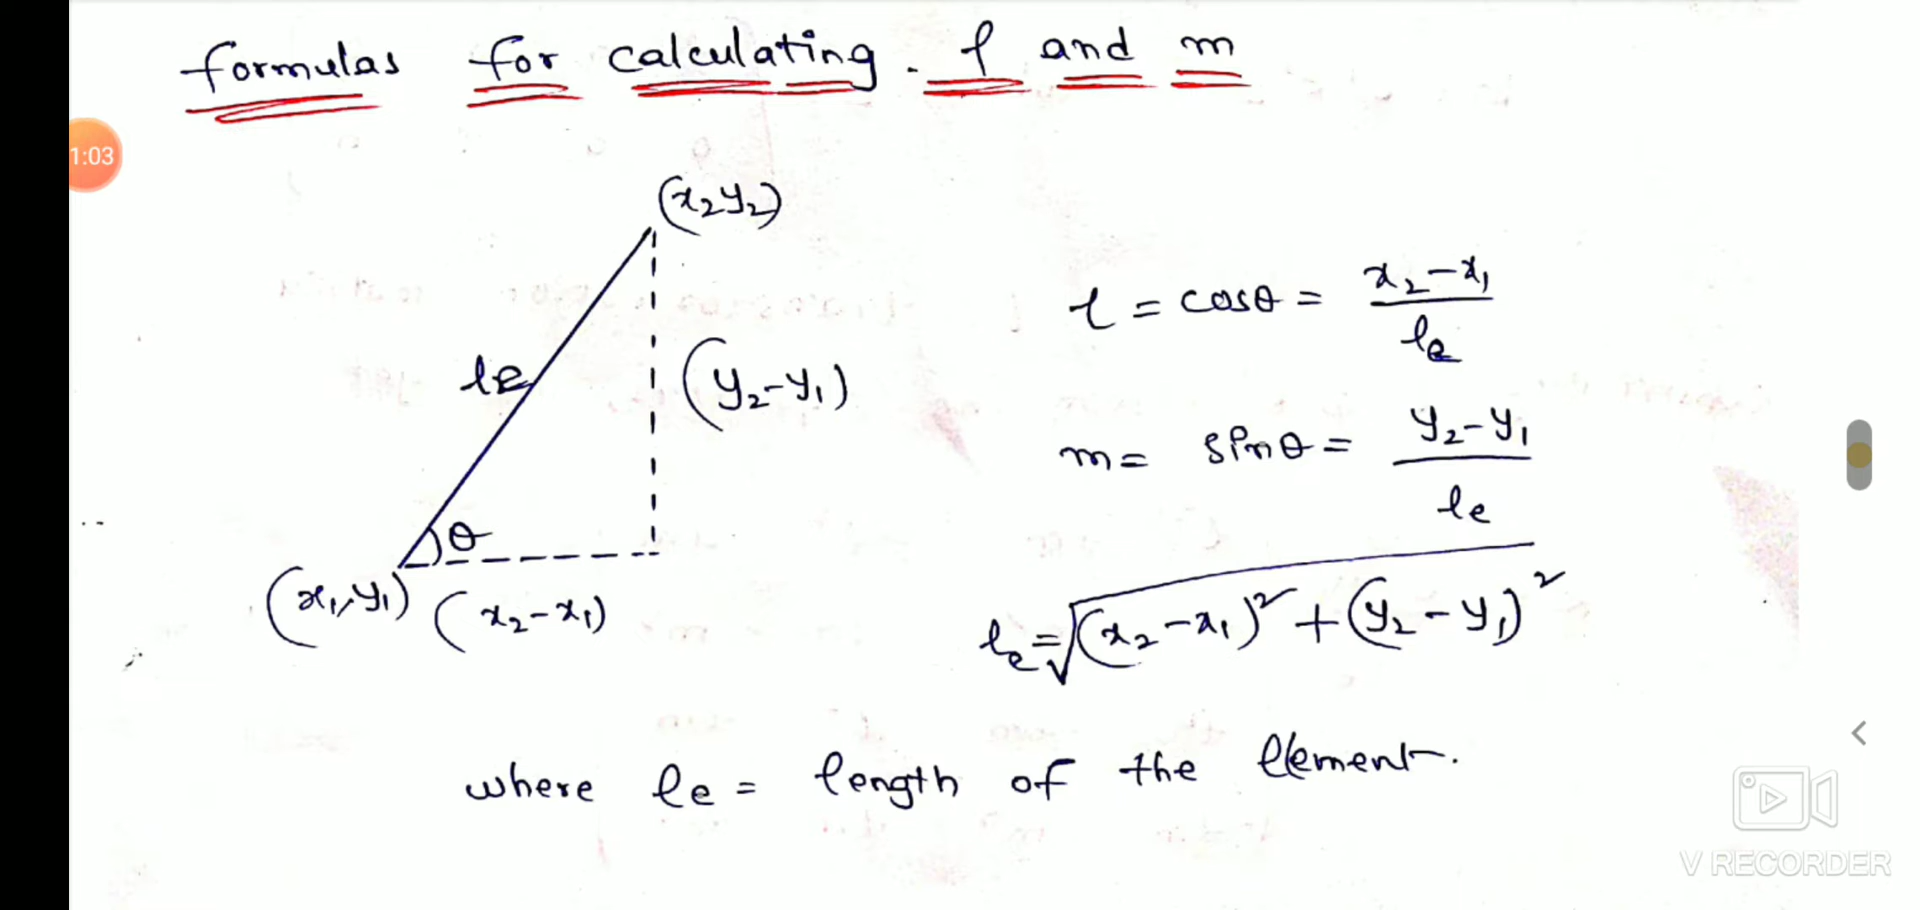 formulas for calculating. l and m
1:03
(x₂y₂)
l = cosθ = (x₂-x₁)/lₑ
le
(y₂-y₁)
m= sinθ = (y₂-y₁)/le
θ
(x₁,y₁) (x₂-x₁)
lₑ=√(x₂-x₁)²+(y₂-y₁)²
where le = length of the element.
V RECORDER